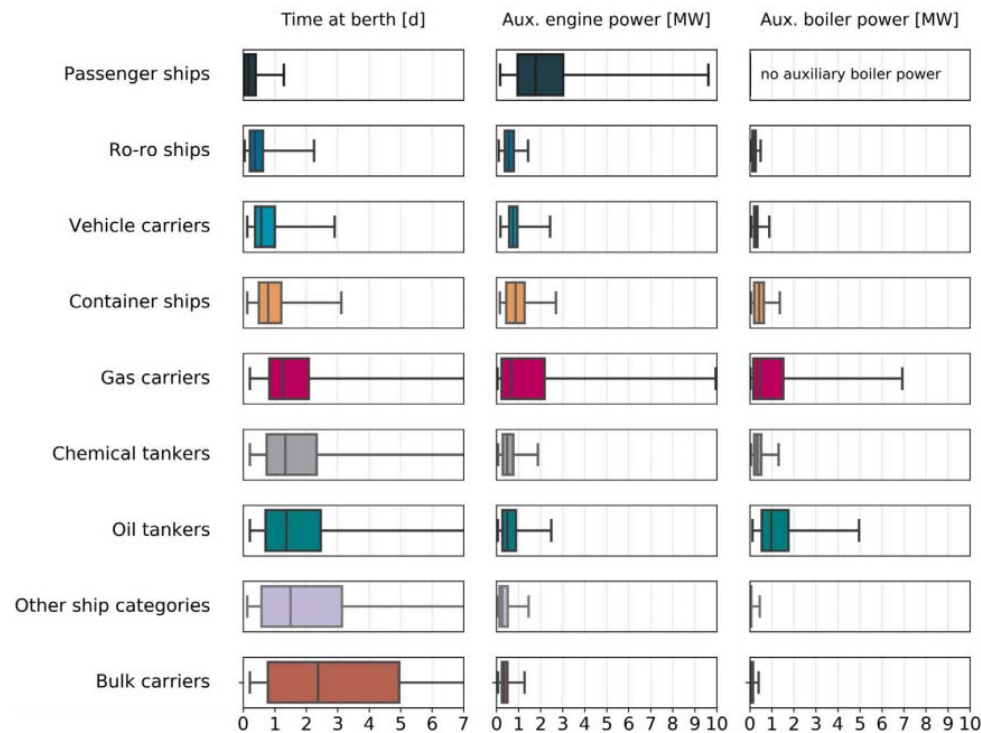 Time at berth [d] Aux. engine power [MW] Aux. boiler power [MW]
Passenger ships no auxiliary boiler power
Ro-ro ships
Vehicle carriers
Container ships
Gas carriers
Chemical tankers
Oil tankers
Other ship categories
Bulk carriers
0 1 2 3 4 5 6 7 0 1 2 3 4 5 6 7 8 9 10 0 1 2 3 4 5 6 7 8 9 10